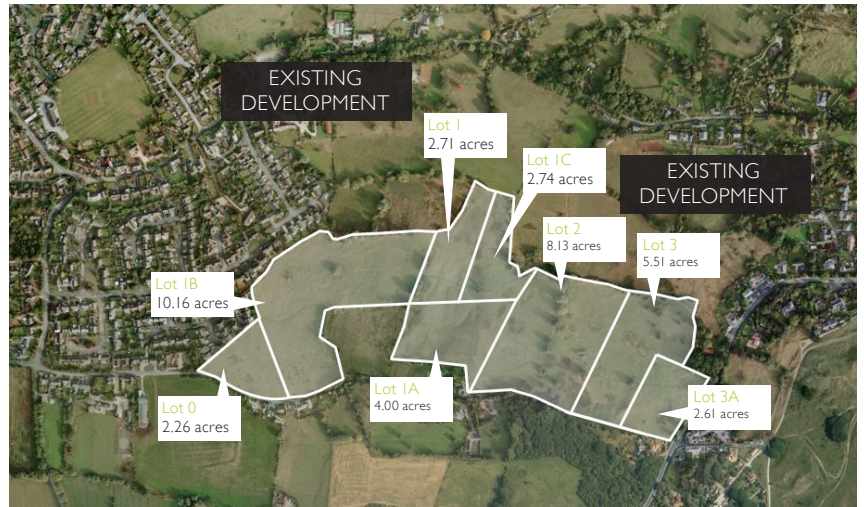 EXISTING
DEVELOPMENT
Lot 1
2.71 acres
Lot 1C
2.74 acres
EXISTING
DEVELOPMENT
Lot 2
8.13 acres
Lot 3
5.51 acres
Lot 1B
10.16 acres
Lot 1A
4.00 acres
Lot 3A
2.61 acres
Lot 0
2.26 acres